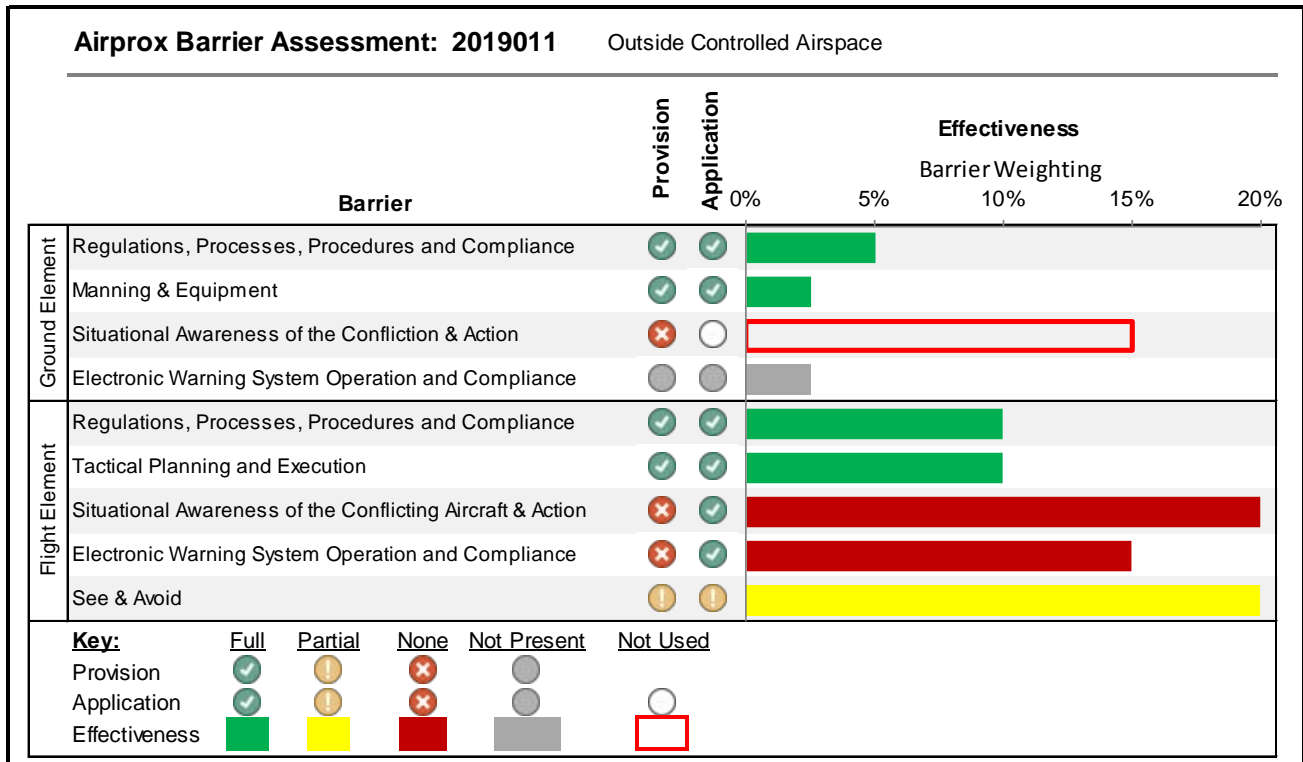 Airprox Barrier Assessment: 2019011 Outside Controlled Airspace
Provision
Application
Effectiveness
Barrier Weighting
Barrier
0% 5% 10% 15% 20%
Ground Element
Regulations, Processes, Procedures and Compliance
Manning & Equipment
Situational Awareness of the Confliction & Action
Electronic Warning System Operation and Compliance
Flight Element
Regulations, Processes, Procedures and Compliance
Tactical Planning and Execution
Situational Awareness of the Conflicting Aircraft & Action
Electronic Warning System Operation and Compliance
See & Avoid
Key: Full Partial None Not Present Not Used
Provision
Application
Effectiveness